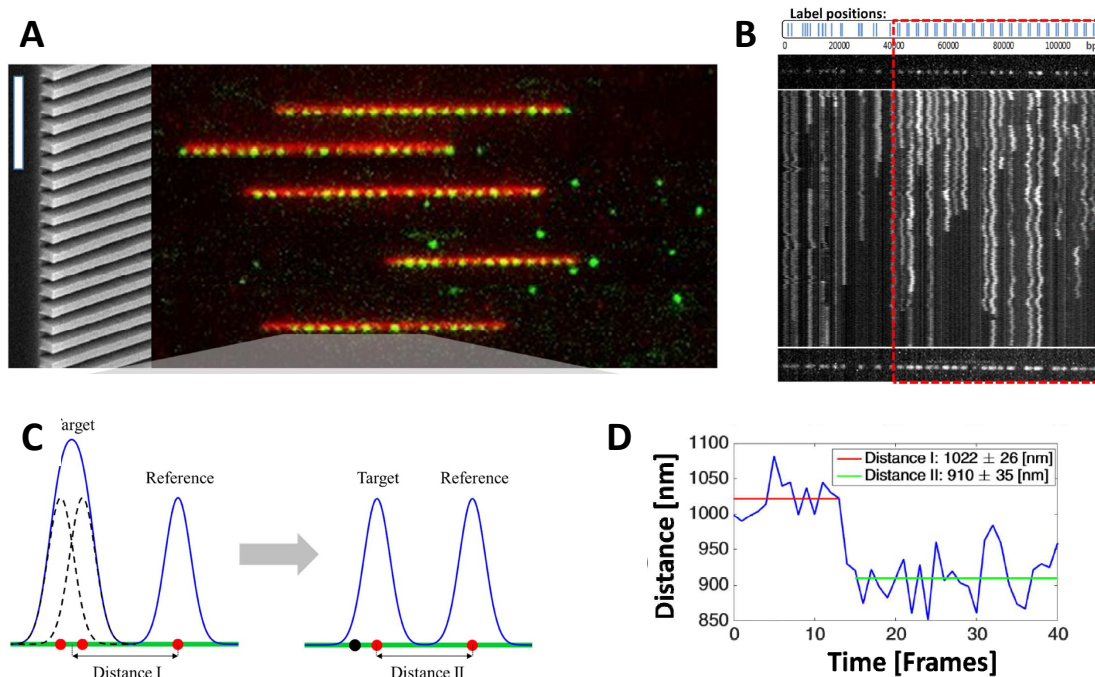 A
Label positions:
B
0 20000 40000 60000 80000 100000 bp
C
arget
Reference
Target
Reference
Distance I
Distance II
D
Distance [nm]
1100
1050
1000
950
900
850
Distance I: 1022 ± 26 [nm]
Distance II: 910 ± 35 [nm]
0 10 20 30 40
Time [Frames]